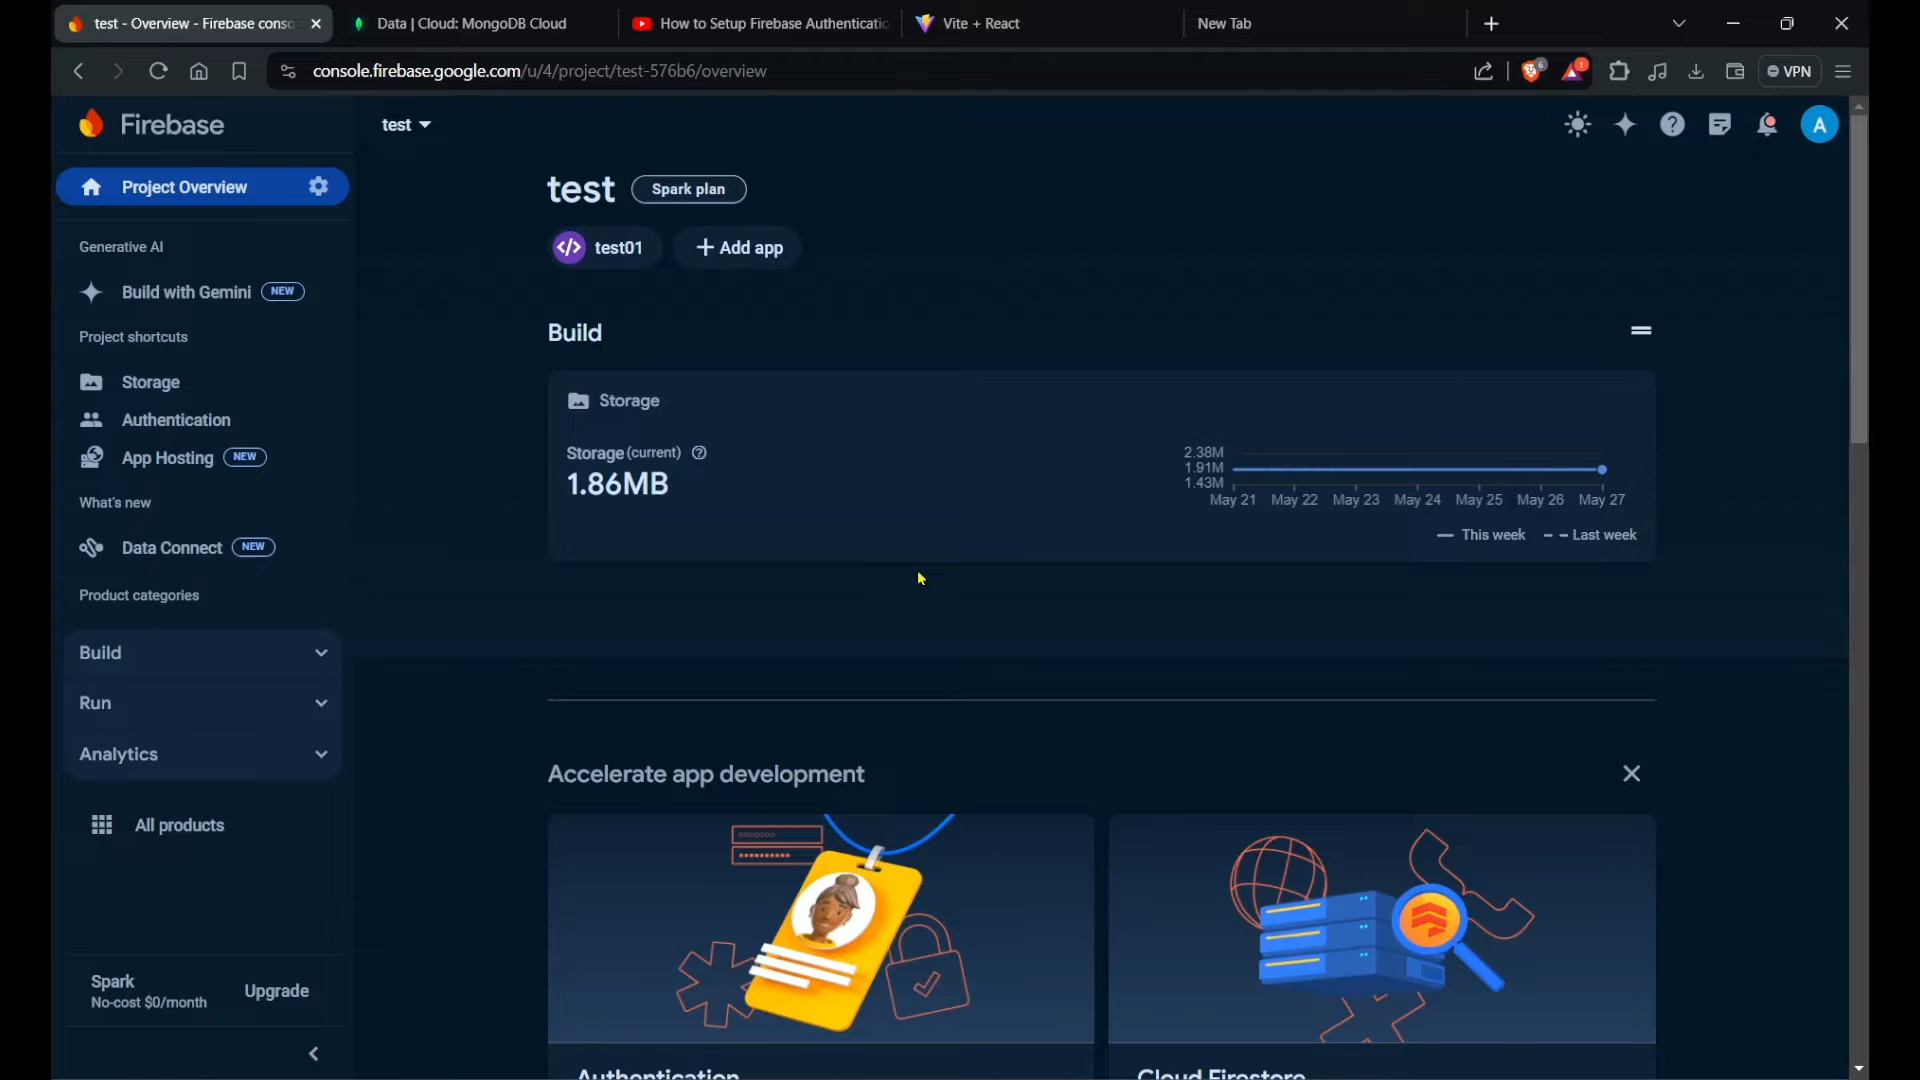 test - Overview - Firebase conso
Data | Cloud: MongoDB Cloud
How to Setup Firebase Authenticatio
Vite + React
New Tab
console.firebase.google.com/u/4/project/test-576b6/overview
6
1
VPN
Firebase
test
A
Project Overview
test
Spark plan
Generative AI
test01
Add app
Build with Gemini
NEW
Project shortcuts
Build
Storage
Storage
Authentication
App Hosting
NEW
Storage (current)
1.86MB
2.38M
1.91M
1.43M
May 21 May 22 May 23 May 24 May 25 May 26 May 27
What's new
This week
Last week
Data Connect
NEW
Product categories
Build
Run
Analytics
Accelerate app development
All products
Spark
No-cost $0/month
Upgrade
Authentication
Cloud Firestore